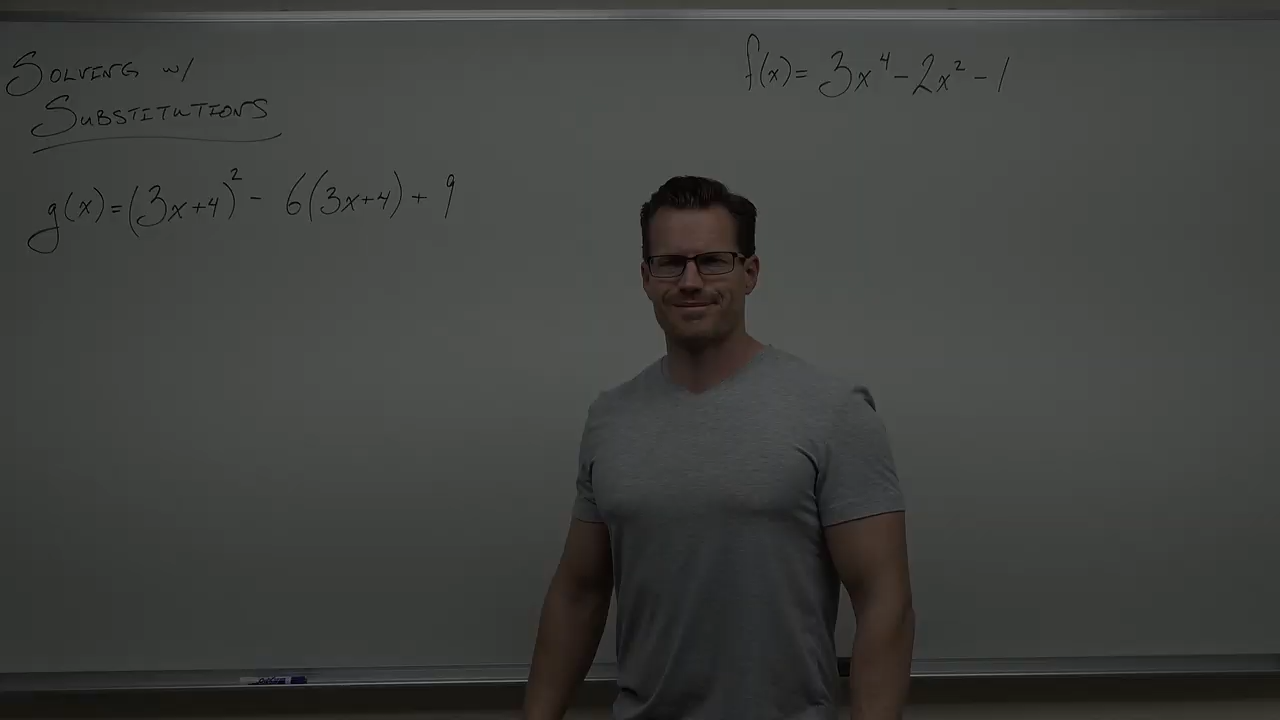 SOLVING w/
SUBSTITUTIONS
g(x)=(3x+4)² - 6(3x+4) + 9
f(x)= 3x⁴ - 2x² - 1